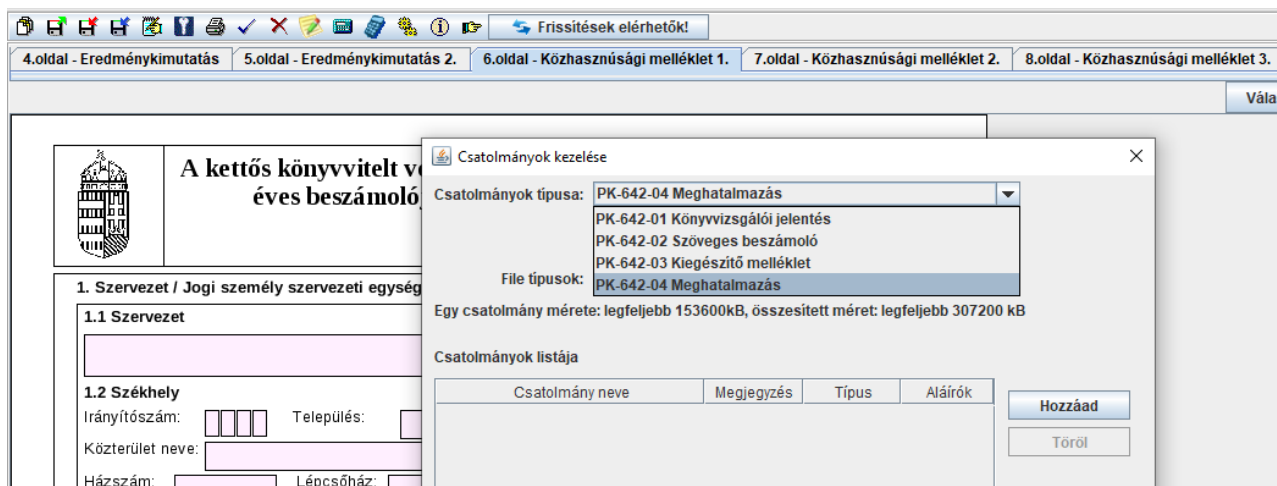 Frissítések elérhetők!
4.oldal - Eredménykimutatás 5.oldal - Eredménykimutatás 2. 6.oldal - Közhasznúsági melléklet 1. 7.oldal - Közhasznúsági melléklet 2. 8.oldal - Közhasznúsági melléklet 3.
Vála
A kettős könyvvitelt v
éves beszámoló
1. Szervezet / Jogi személy szervezeti egység
1.1 Szervezet
1.2 Székhely
Irányítószám: Település:
Közterület neve:
Házszám: Lépcsőház:
Csatolmányok kezelése
Csatolmányok típusa: PK-642-04 Meghatalmazás
PK-642-01 Könyvvizsgálói jelentés
PK-642-02 Szöveges beszámoló
PK-642-03 Kiegészítő melléklet
File típusok: PK-642-04 Meghatalmazás
Egy csatolmány mérete: legfeljebb 153600kB, összesített méret: legfeljebb 307200 kB
Csatolmányok listája
Csatolmány neve Megjegyzés Típus Aláírók
Hozzáad
Töröl